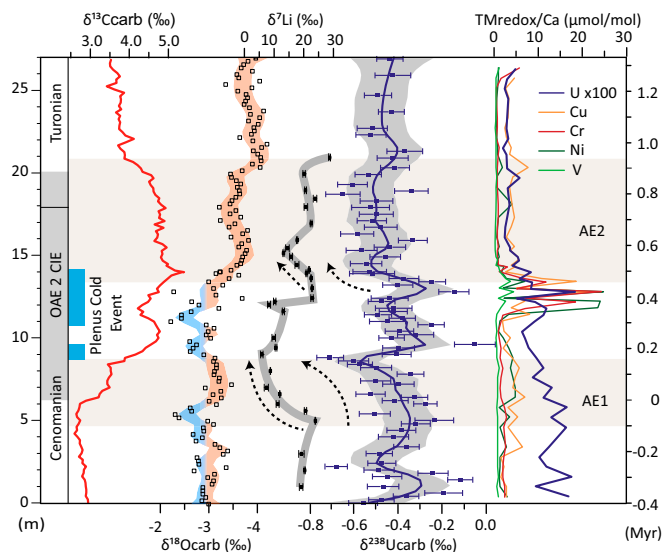 δ13Ccarb (‰)
δ7Li (‰)
TMredox/Ca (μmol/mol)
3.0 4.0 5.0
0 10 20 30
0 10 20 30
U x100
Cu
Cr
Ni
V
Turonian
OAE 2 CIE
Cenomanian
Plenus Cold
Event
25
20
15
10
5
0
AE2
AE1
1.2
1.0
0.8
0.6
0.4
0.2
0
-0.2
-0.4
(m)
-2 -3 -4
-0.8 -0.6 -0.4 -0.2 0.0
(Myr)
δ18Ocarb (‰)
δ238Ucarb (‰)